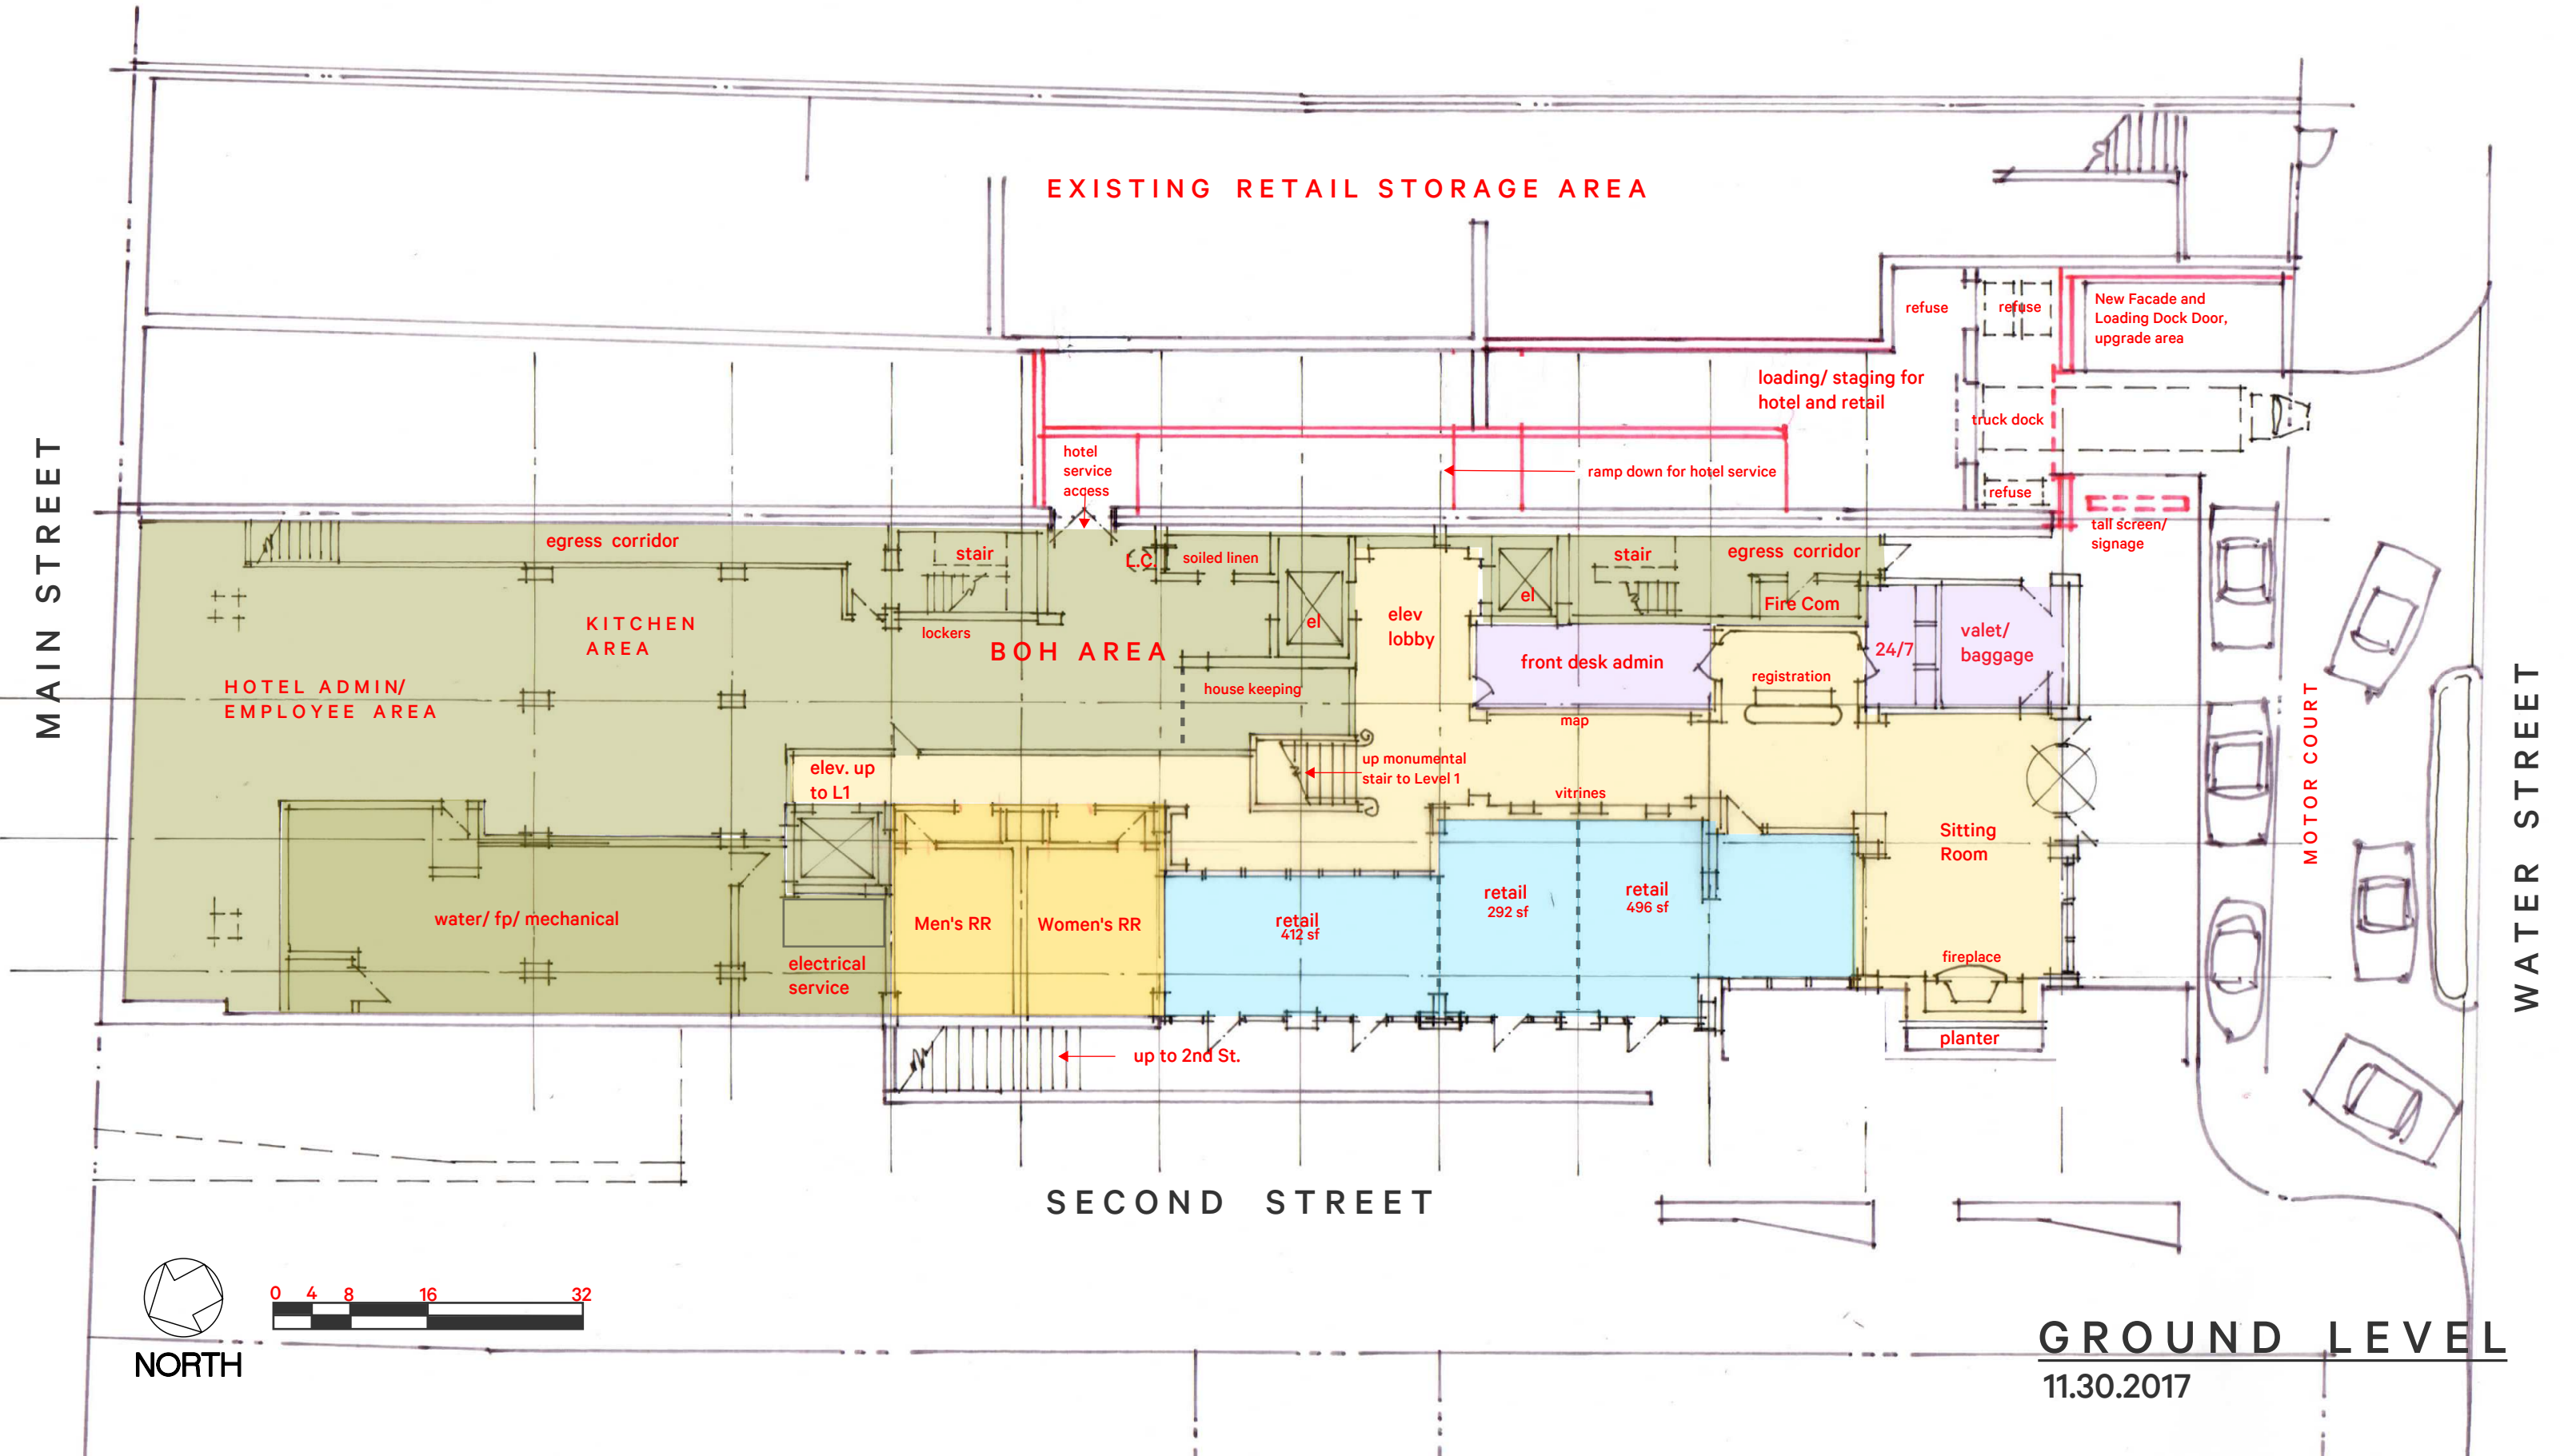 EXISTING RETAIL STORAGE AREA
refuse
refuse
New Facade and
Loading Dock Door,
upgrade area
loading/ staging for
hotel and retail
truck dock
hotel
service
access
ramp down for hotel service
refuse
tall screen/
signage
MAIN STREET
egress corridor
stair
L.C.
soiled linen
el
elev
lobby
el
stair
egress corridor
Fire Com
KITCHEN
AREA
lockers
BOH AREA
front desk admin
registration
24/7
valet/
baggage
HOTEL ADMIN/
EMPLOYEE AREA
house keeping
map
MOTOR COURT
WATER STREET
elev. up
to L1
up monumental
stair to Level 1
vitrines
Sitting
Room
water/ fp/ mechanical
Men's RR
Women's RR
retail
412 sf
retail
292 sf
retail
496 sf
electrical
service
fireplace
planter
up to 2nd St.
SECOND STREET
0 4 8 16 32
NORTH
GROUND LEVEL
11.30.2017